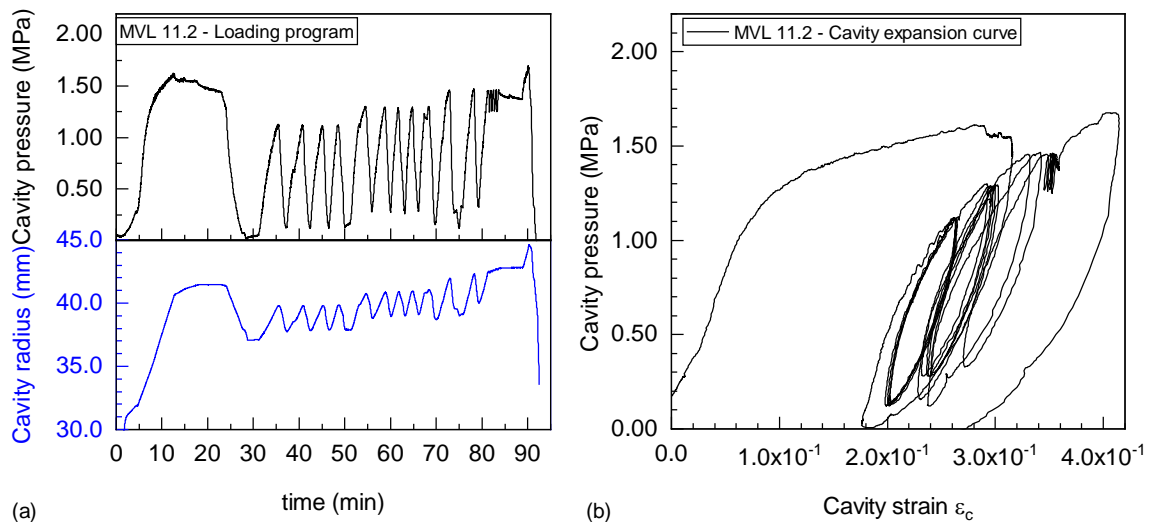 MVL 11.2 - Loading program
Cavity pressure (MPa)
2.00
1.50
1.00
0.50
Cavity radius (mm)
45.0
40.0
35.0
30.0
0 10 20 30 40 50 60 70 80 90
time (min)
(a)
MVL 11.2 - Cavity expansion curve
Cavity pressure (MPa)
2.00
1.50
1.00
0.50
0.00
0.0 1.0x10⁻¹ 2.0x10⁻¹ 3.0x10⁻¹ 4.0x10⁻¹
Cavity strain ε꜀
(b)